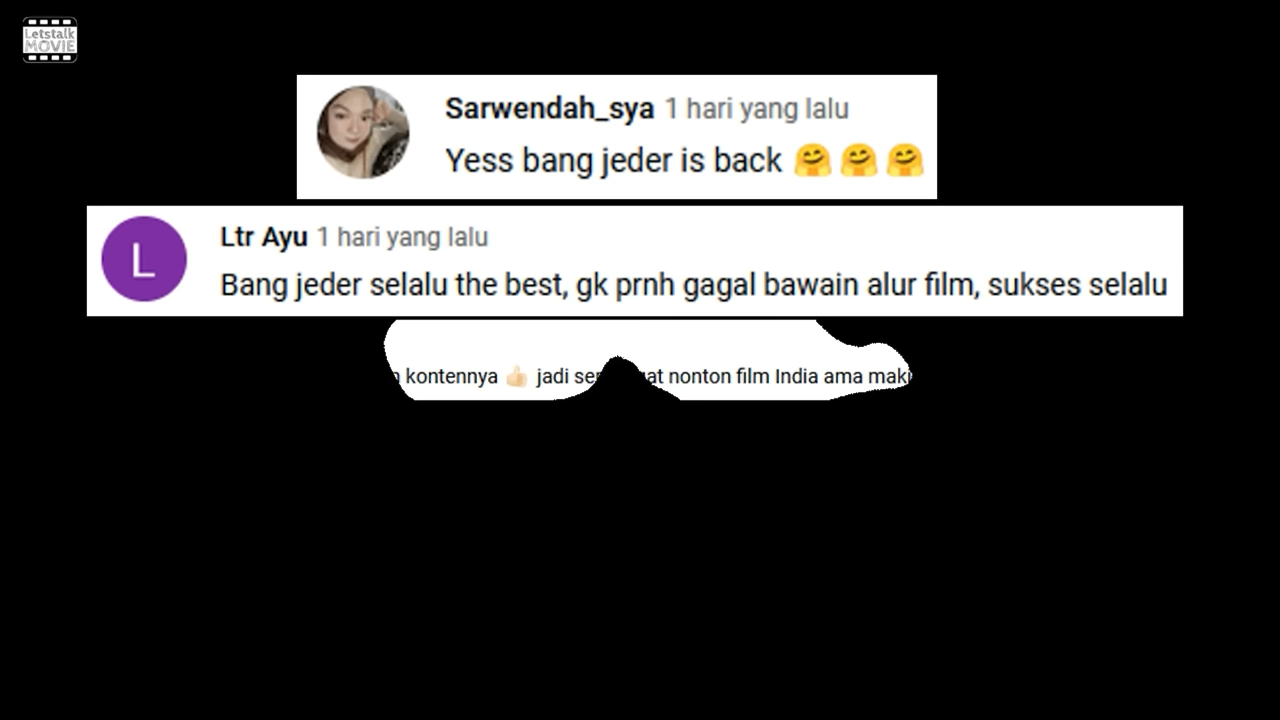 Letstalk
MOVIE
Sarwendah_sya 1 hari yang lalu
Yess bang jeder is back 🤗🤗🤗
L
Ltr Ayu 1 hari yang lalu
Bang jeder selalu the best, gk prnh gagal bawain alur film, sukses selalu
kontennya 👍🏻 jadi nonton film India ama